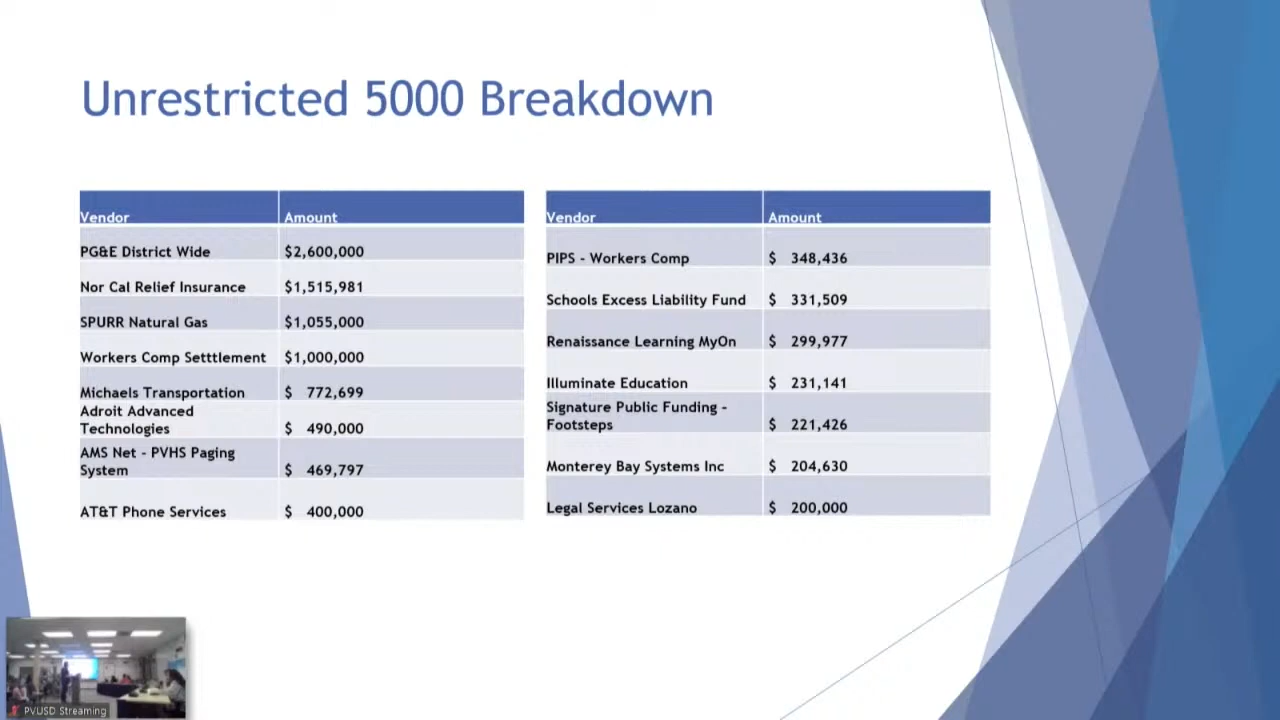 Unrestricted 5000 Breakdown
Vendor Amount
PG&E District Wide $2,600,000
Nor Cal Relief Insurance $1,515,981
SPURR Natural Gas $1,055,000
Workers Comp Setttlement $1,000,000
Michaels Transportation $ 772,699
Adroit Advanced
Technologies $ 490,000
AMS Net - PVHS Paging
System $ 469,797
AT&T Phone Services $ 400,000
Vendor Amount
PIPS - Workers Comp $ 348,436
Schools Excess Liability Fund $ 331,509
Renaissance Learning MyOn $ 299,977
Illuminate Education $ 231,141
Signature Public Funding -
Footsteps $ 221,426
Monterey Bay Systems Inc $ 204,630
Legal Services Lozano $ 200,000
PVUSD Streaming